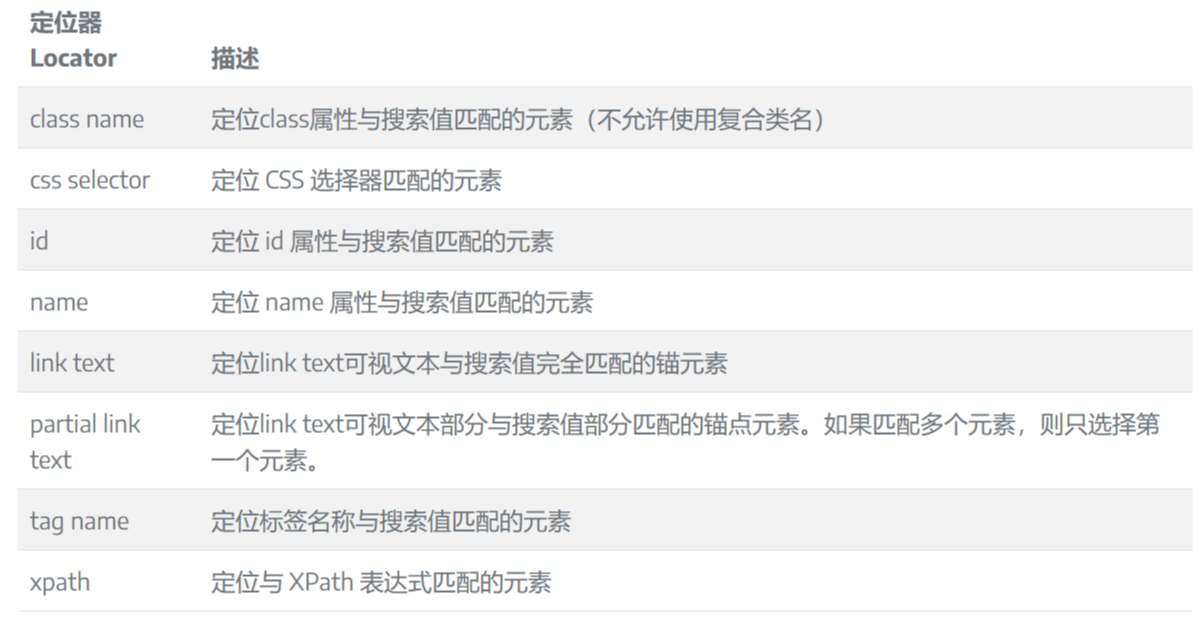 定位器
Locator 描述
class name 定位class属性与搜索值匹配的元素（不允许使用复合类名）
css selector 定位 CSS 选择器匹配的元素
id 定位 id 属性与搜索值匹配的元素
name 定位 name 属性与搜索值匹配的元素
link text 定位link text可视文本与搜索值完全匹配的锚元素
partial link 定位link text可视文本部分与搜索值部分匹配的锚点元素。如果匹配多个元素，则只选择第
text 一个元素。
tag name 定位标签名称与搜索值匹配的元素
xpath 定位与 XPath 表达式匹配的元素